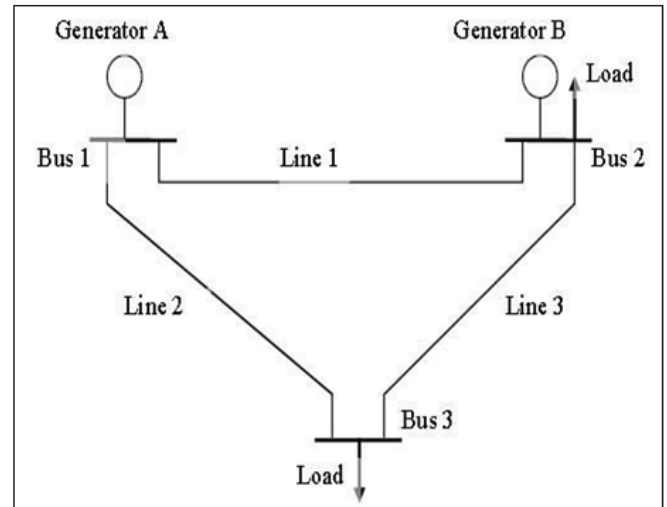 Generator A
Generator B
Load
Bus 1
Line 1
Bus 2
Line 2
Line 3
Bus 3
Load